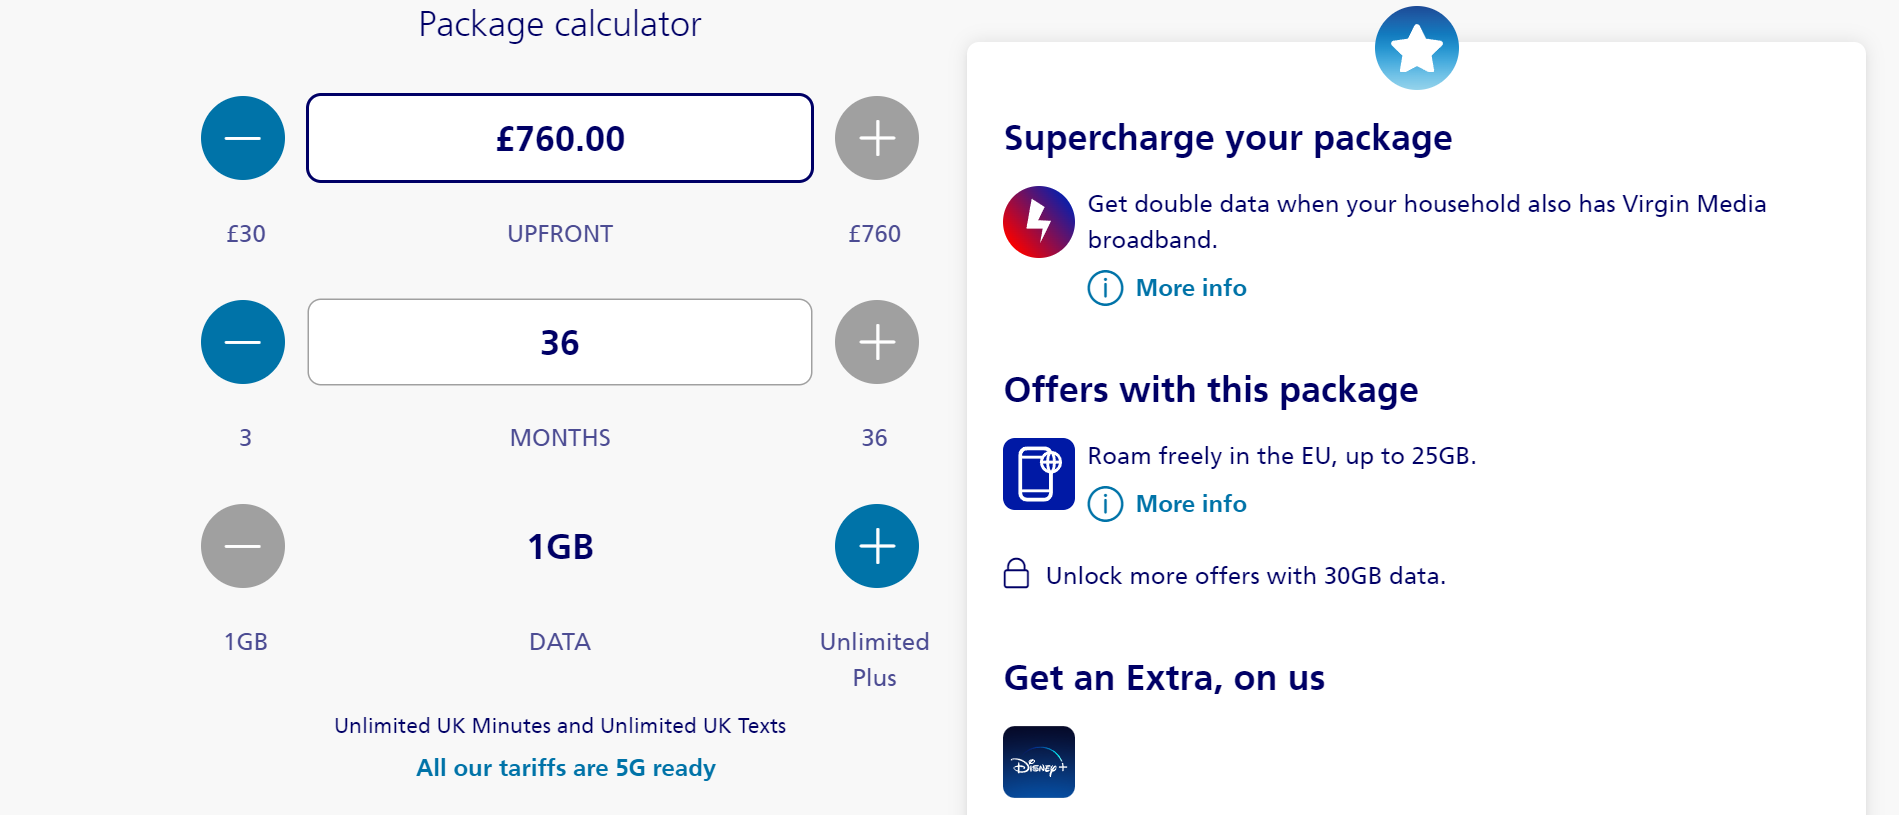 Package calculator
£760.00
£30
UPFRONT
£760
36
3
MONTHS
36
1GB
1GB
DATA
Unlimited
Plus
Unlimited UK Minutes and Unlimited UK Texts
All our tariffs are 5G ready
Supercharge your package
Get double data when your household also has Virgin Media
broadband.
More info
Offers with this package
Roam freely in the EU, up to 25GB.
More info
Unlock more offers with 30GB data.
Get an Extra, on us
Disney+